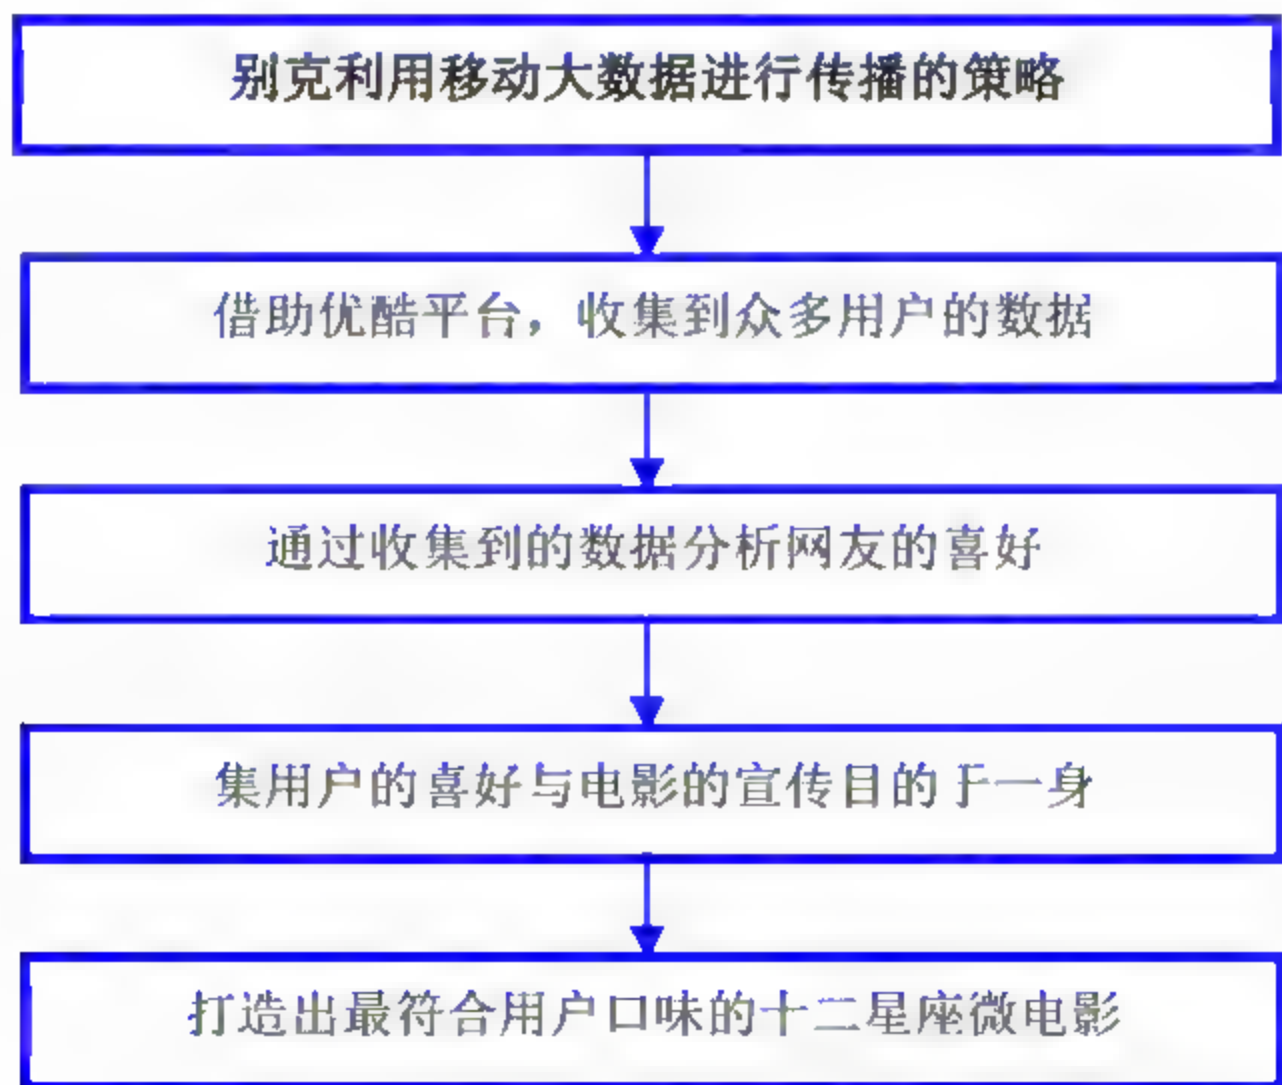 别克利用移动大数据进行传播的策略
借助优酷平台，收集到众多用户的数据
通过收集到的数据分析网友的喜好
集用户的喜好与电影的宣传目的于一身
打造出最符合用户口味的十二星座微电影